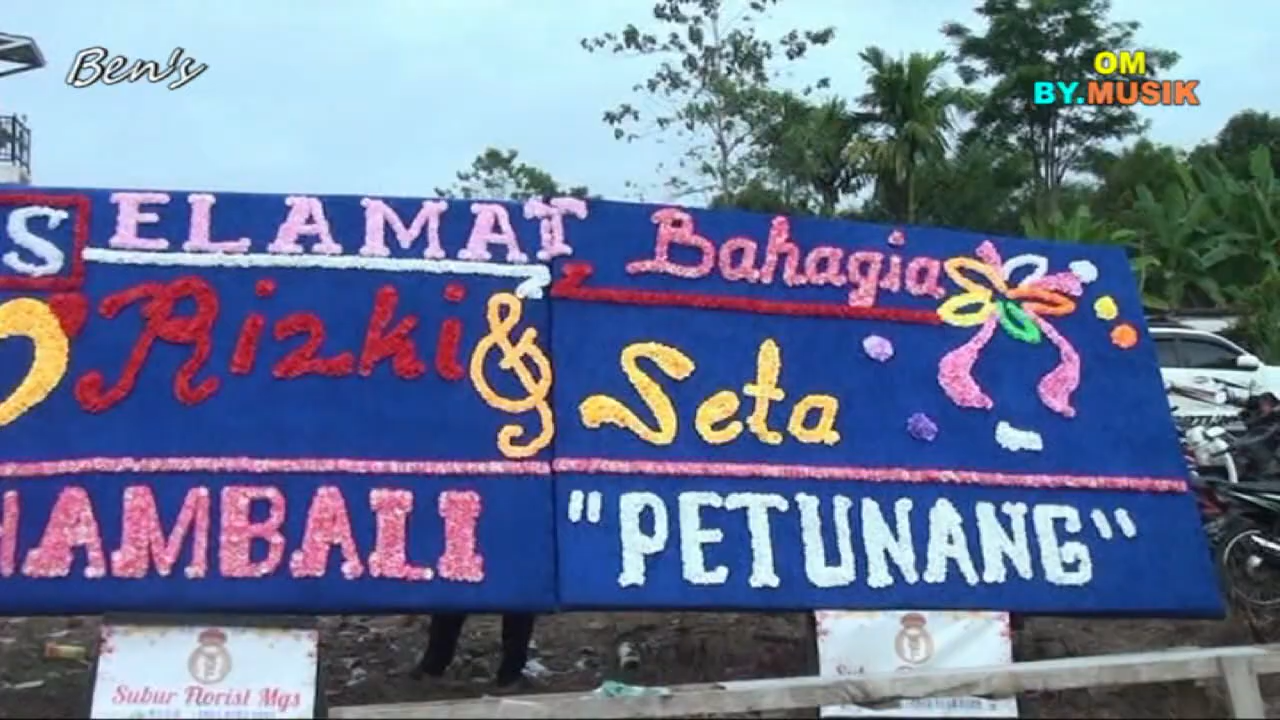 Ben's
OM
BY.MUSIK
SELAMAT Bahagia
Rizki & Seta
HAMBALI "PETUNANG"
Subur Florist Mgs